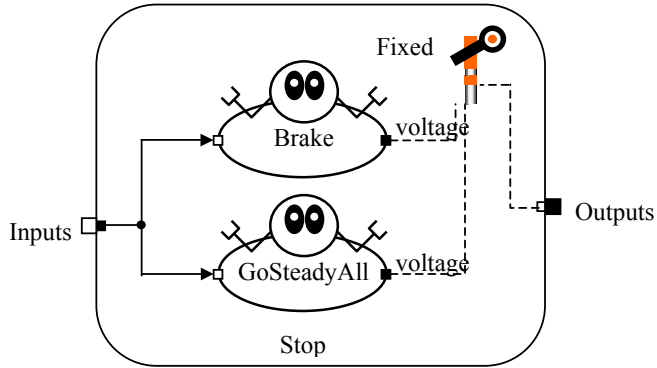 Fixed
Brake
voltage
Inputs
Outputs
GoSteadyAll
voltage
Stop